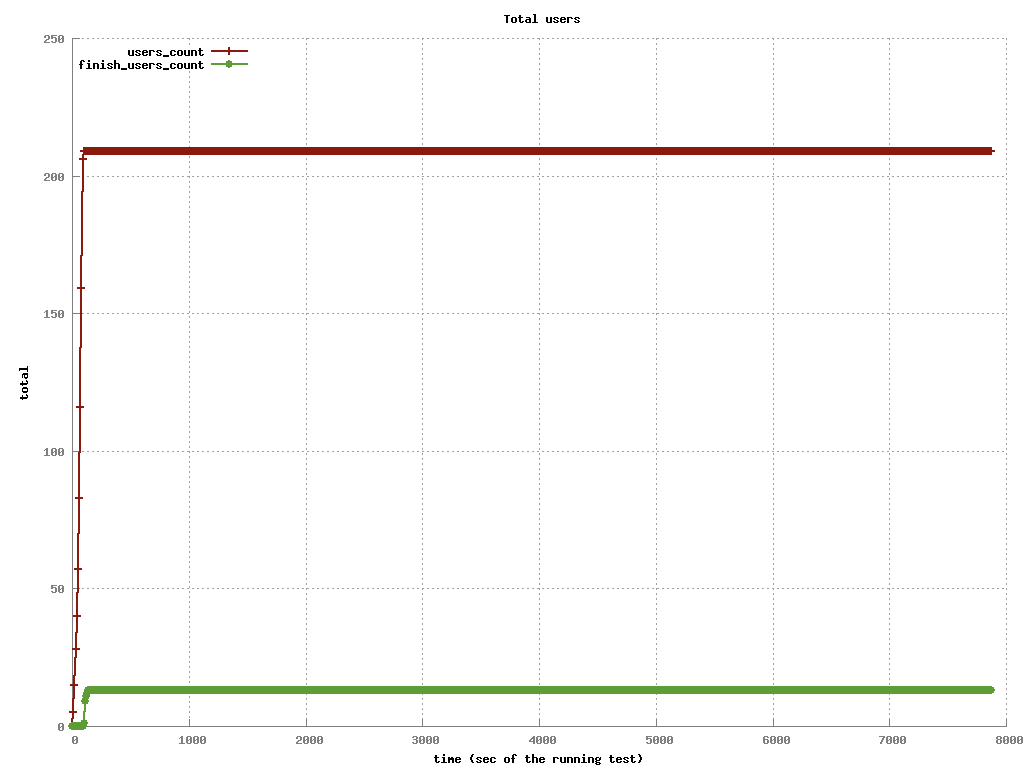 Total users
users_count
finish_users_count
250
200
150
100
50
0
total
0 1000 2000 3000 4000 5000 6000 7000 8000
time (sec of the running test)